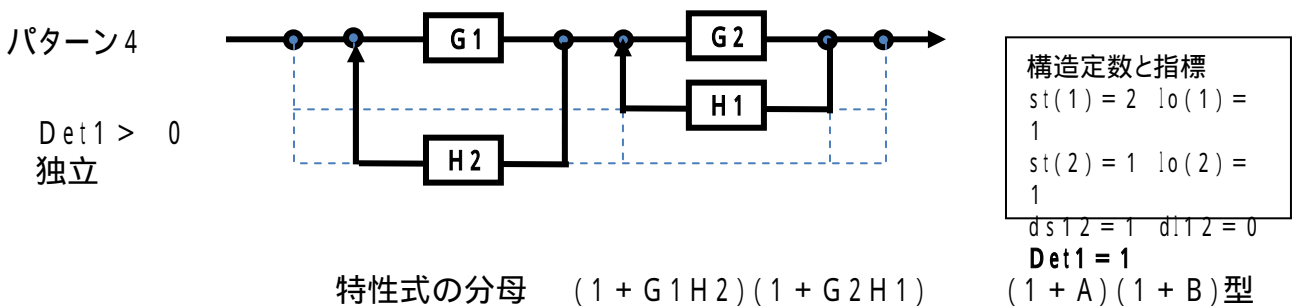 パターン4
G1
G2
H1
H2
Det1 > 0
独立
構造定数と指標
st(1) = 2 lo(1) =
1
st(2) = 1 lo(2) =
1
ds12 = 1 dl12 = 0
Det1 = 1
特性式の分母 (1 + G1H2)(1 + G2H1) (1 + A)(1 + B)型